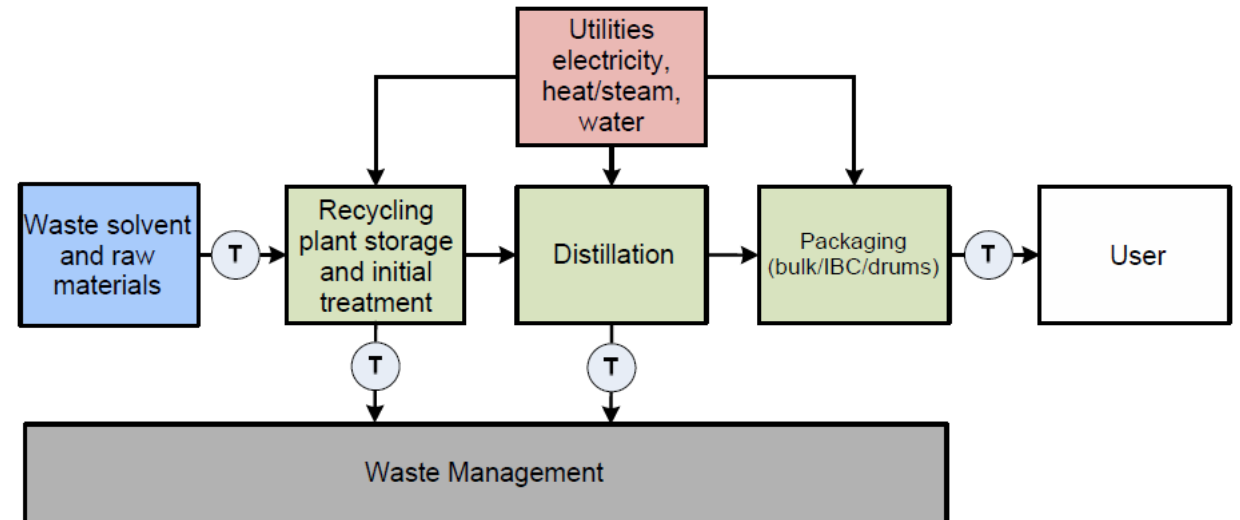 Utilities
electricity,
heat/steam,
water
Waste solvent
and raw
materials
T
Recycling
plant storage
and initial
treatment
Distillation
Packaging
(bulk/IBC/drums)
T
User
T
T
Waste Management